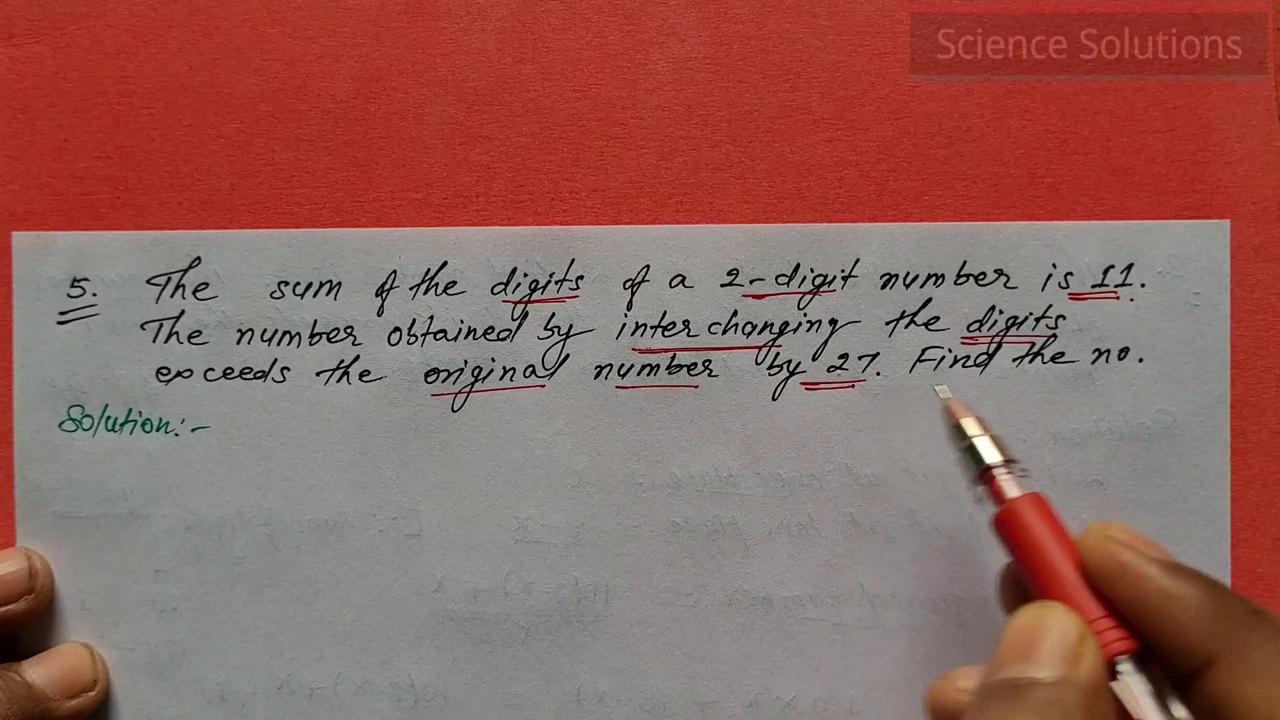 Science Solutions
5. The sum of the digits of a 2-digit number is 11.
The number obtained by interchanging the digits
exceeds the original number by 27. Find the no.
Solution:-